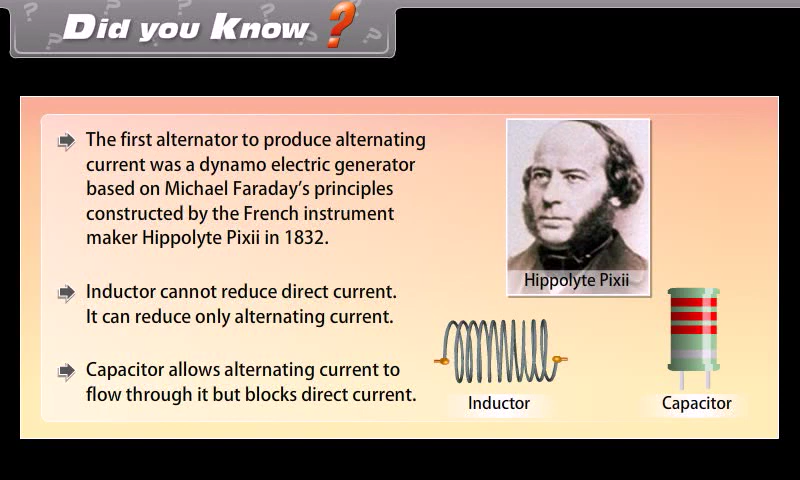 Did you Know ?
The first alternator to produce alternating
current was a dynamo electric generator
based on Michael Faraday's principles
constructed by the French instrument
maker Hippolyte Pixii in 1832.
Hippolyte Pixii
Inductor cannot reduce direct current.
It can reduce only alternating current.
Capacitor allows alternating current to
flow through it but blocks direct current.
Inductor
Capacitor